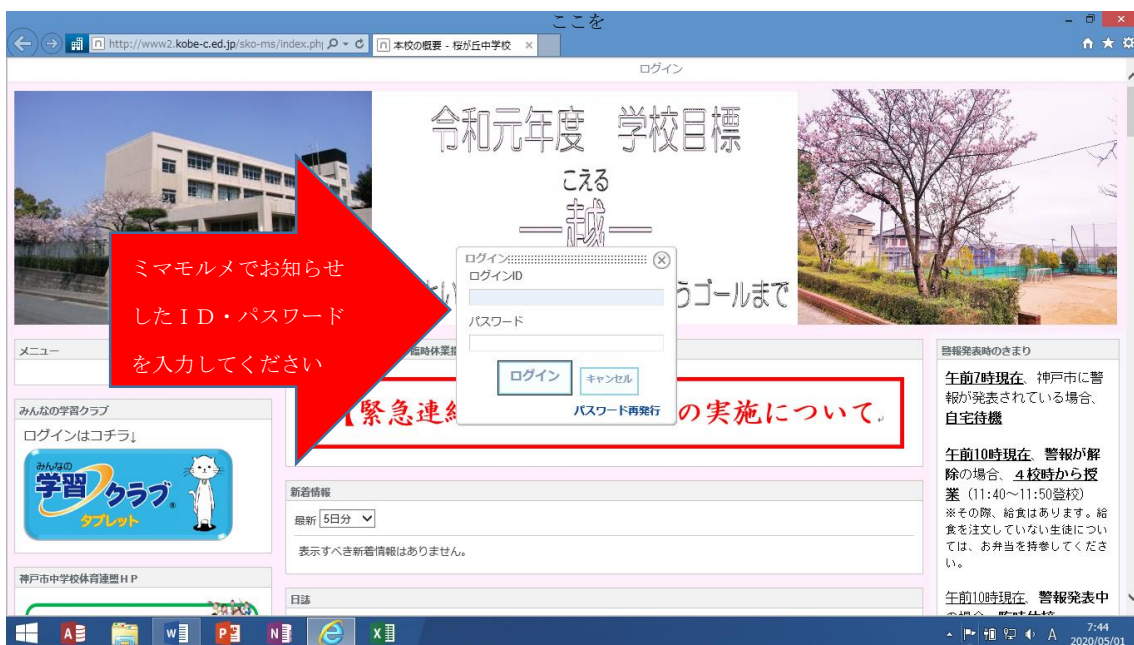 ここを
http://www2.kobe-c.ed.jp/sko-ms/index.ph
本校の概要 - 桜が丘中学校
ログイン
令和元年度 学校目標
こえる
―越―
うゴールまで
ミマモルメでお知らせ
したＩＤ・パスワード
を入力してください
ログイン
ログインID
パスワード
ログイン
キャンセル
パスワード再発行
メニュー
臨時休業
【緊急連
の実施について
みんなの学習クラブ
ログインはコチラ↓
みんなの
学習クラブ
タブレット
新着情報
最新 5日分
表示すべき新着情報はありません。
神戸市中学校体育連盟ＨＰ
日誌
警報発表時のきまり
午前7時現在、神戸市に警
報が発表されている場合、
自宅待機
午前10時現在、警報が解
除の場合、４校時から授
業（11:40～11:50登校）
※その際、給食はあります。給
食を注文していない生徒につい
ては、お弁当を持参してくださ
い。
午前10時現在、警報発表中
A
7:44
2020/05/01